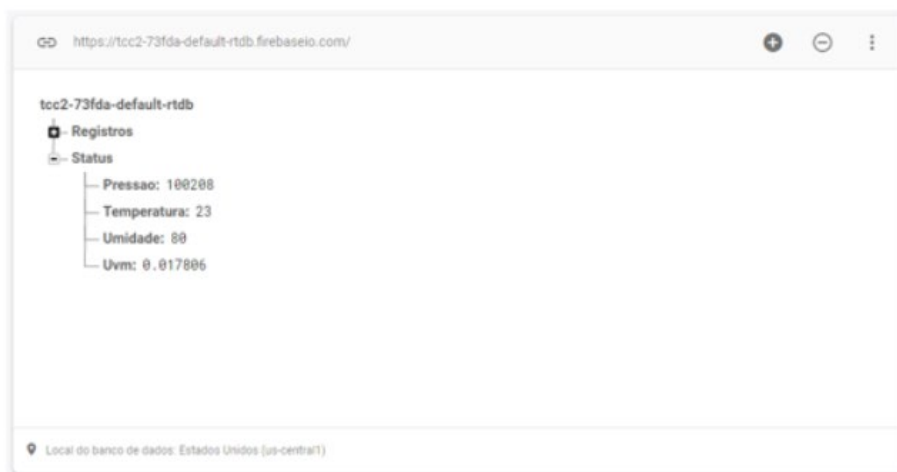 https://tcc2-73fda-default-rtdb.firebaseio.com/
tcc2-73fda-default-rtdb
Registros
Status
Pressao: 100208
Temperatura: 23
Umidade: 80
Uvm: 0.017806
Local do banco de dados: Estados Unidos (us-central1)